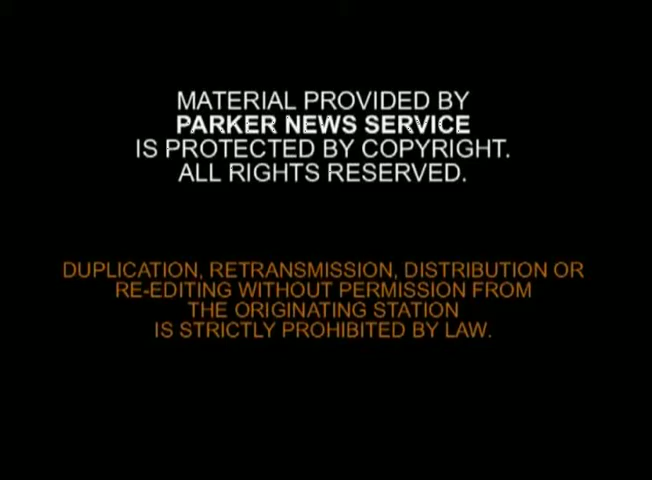 MATERIAL PROVIDED BY
PARKER NEWS SERVICE
IS PROTECTED BY COPYRIGHT.
ALL RIGHTS RESERVED.
DUPLICATION, RETRANSMISSION, DISTRIBUTION OR
RE-EDITING WITHOUT PERMISSION FROM
THE ORIGINATING STATION
IS STRICTLY PROHIBITED BY LAW.